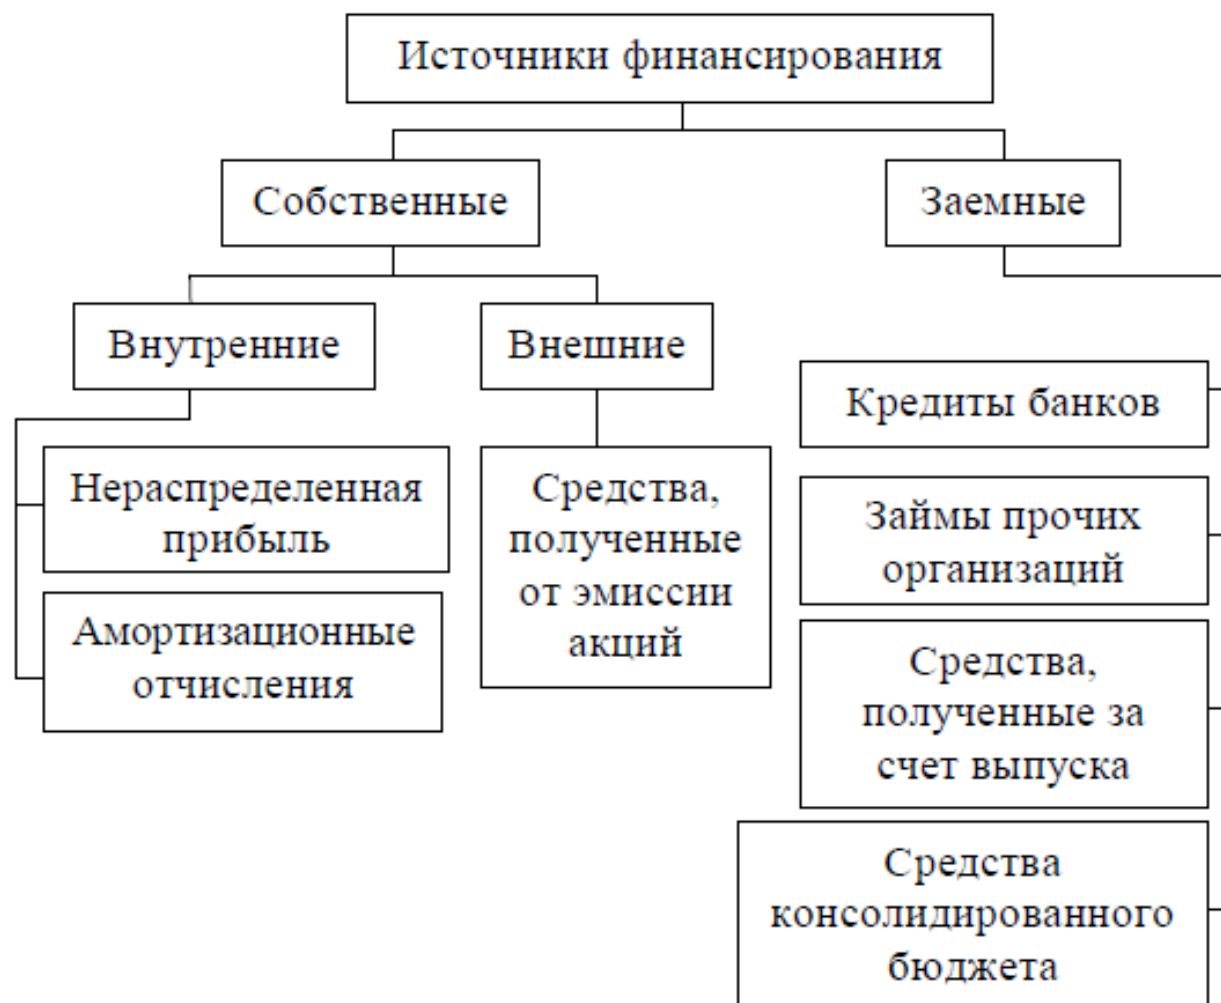 Источники финансирования
Собственные
Заемные
Внутренние
Внешние
Нераспределенная
прибыль
Амортизационные
отчисления
Средства,
полученные
от эмиссии
акций
Кредиты банков
Займы прочих
организаций
Средства,
полученные за
счет выпуска
Средства
консолидированного
бюджета